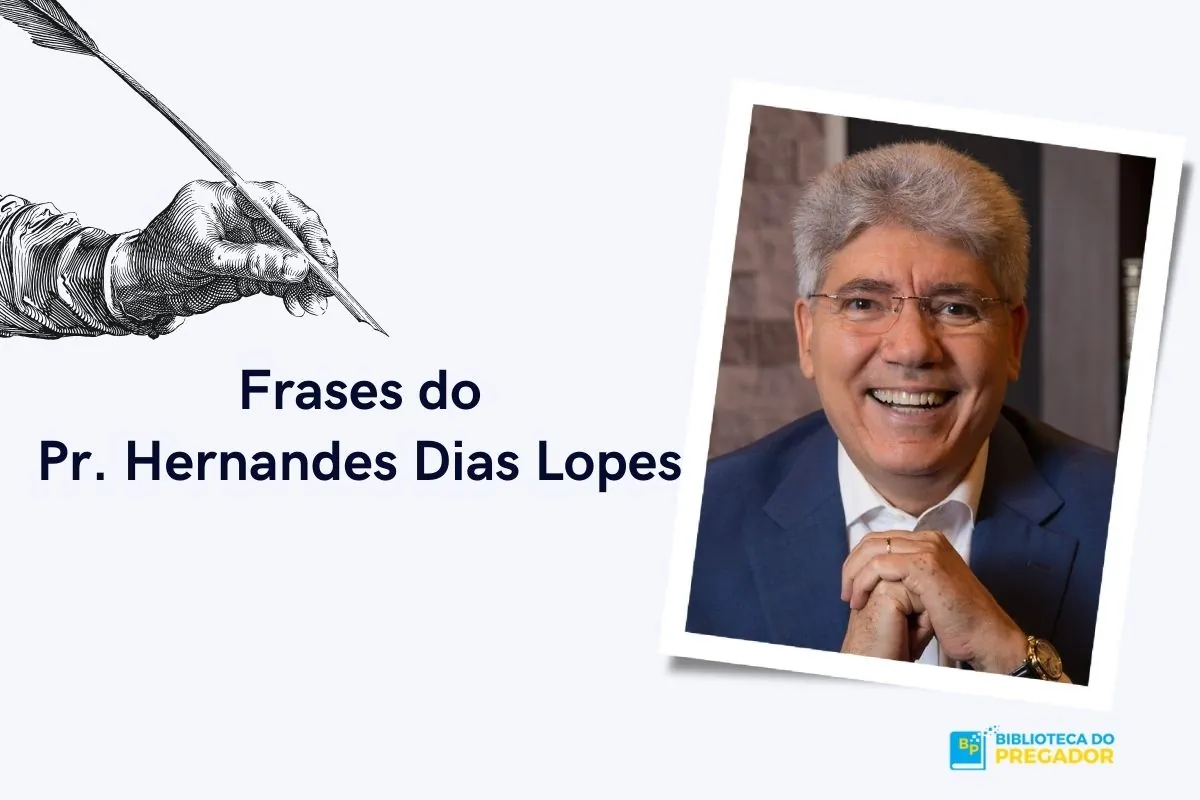 Frases do
Pr. Hernandes Dias Lopes
BP
BIBLIOTECA DO
PREGADOR